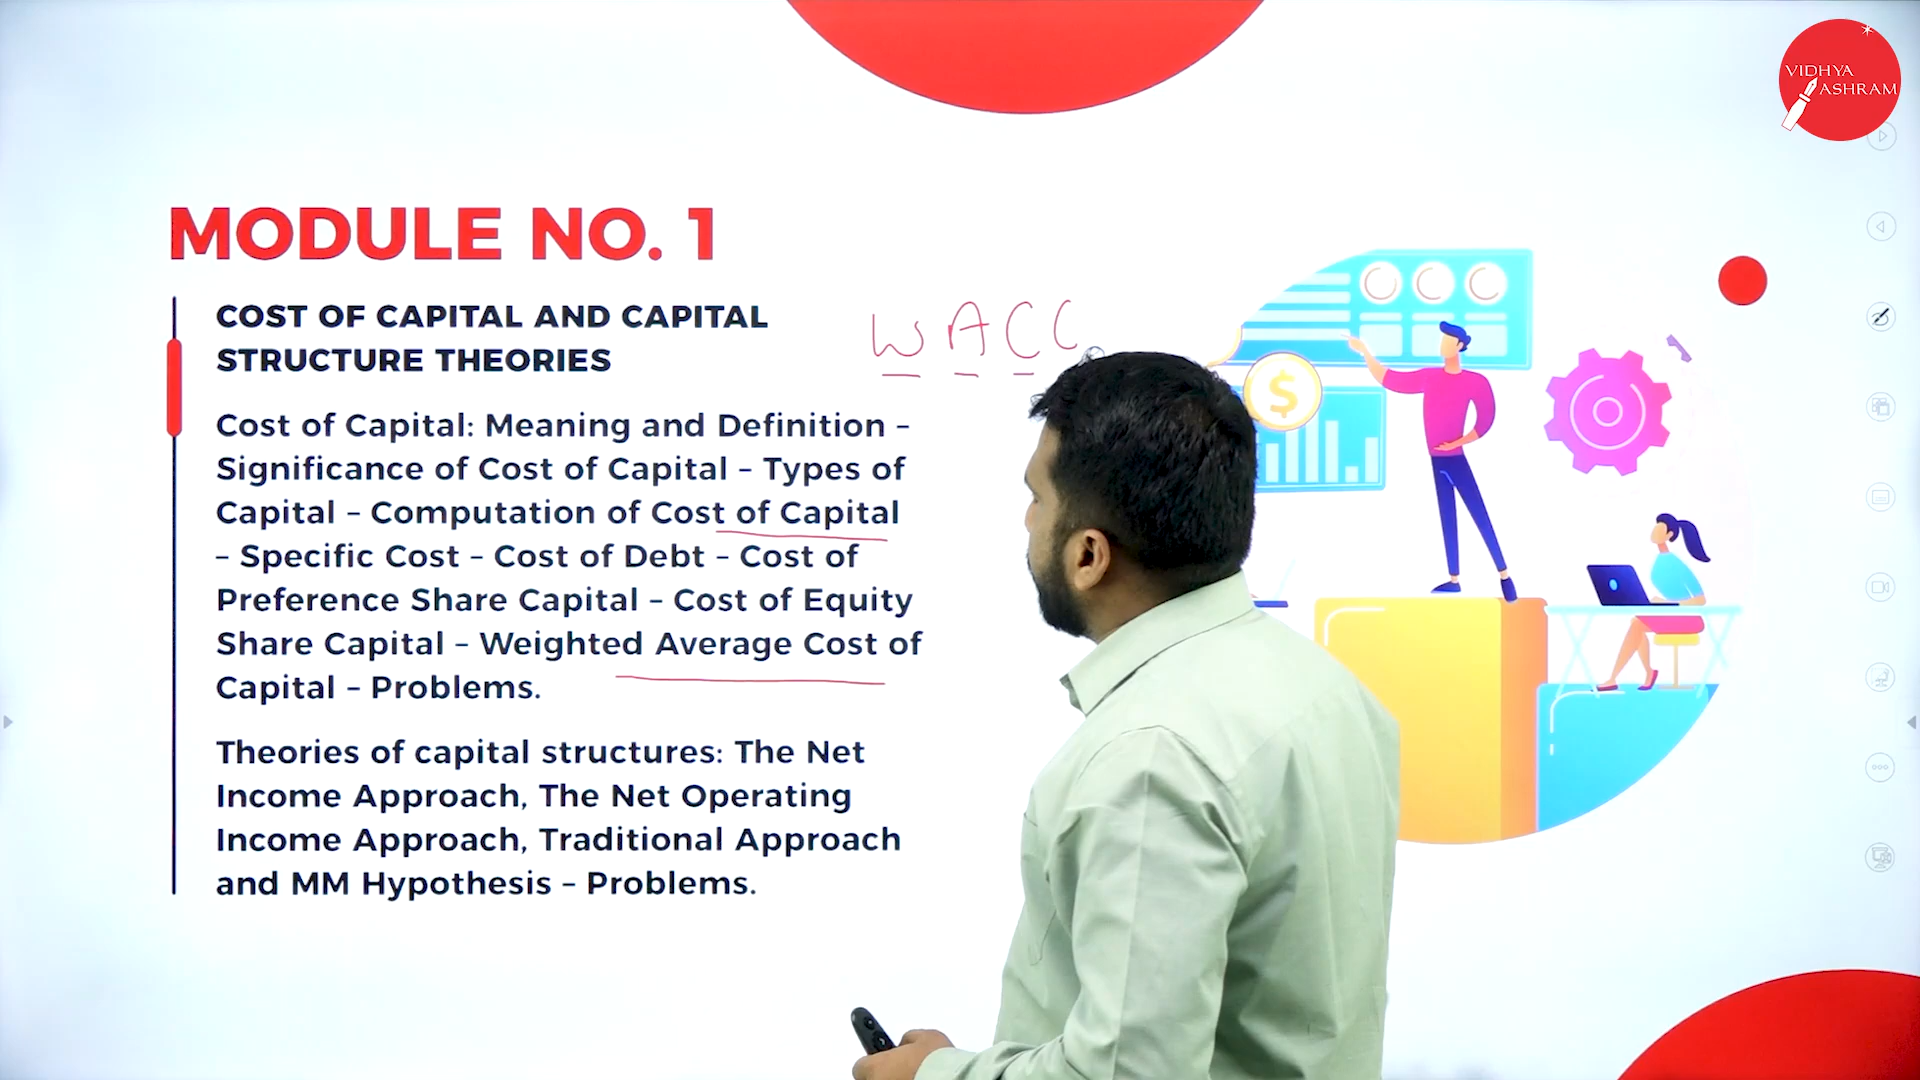 VIDHYA
ASHRAM
MODULE NO. 1
COST OF CAPITAL AND CAPITAL
STRUCTURE THEORIES
W A C C
Cost of Capital: Meaning and Definition –
Significance of Cost of Capital – Types of
Capital – Computation of Cost of Capital
– Specific Cost – Cost of Debt – Cost of
Preference Share Capital – Cost of Equity
Share Capital – Weighted Average Cost of
Capital – Problems.
Theories of capital structures: The Net
Income Approach, The Net Operating
Income Approach, Traditional Approach
and MM Hypothesis – Problems.
$